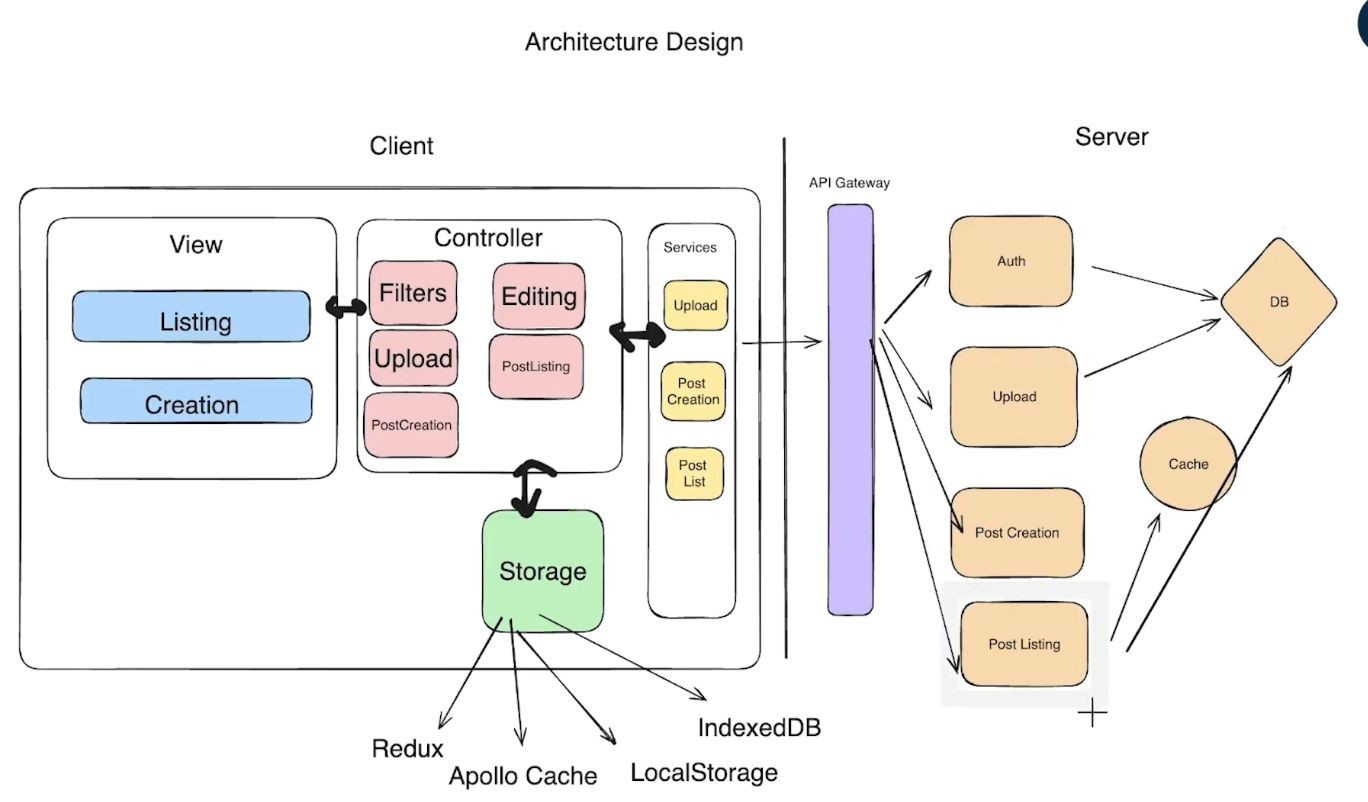 Architecture Design
Client
Server
View
Listing
Creation
Controller
Filters
Editing
Upload
PostListing
PostCreation
Services
Upload
Post
Creation
Post
List
Storage
Redux
Apollo Cache
LocalStorage
IndexedDB
API Gateway
Auth
Upload
Post Creation
Post Listing
Cache
DB